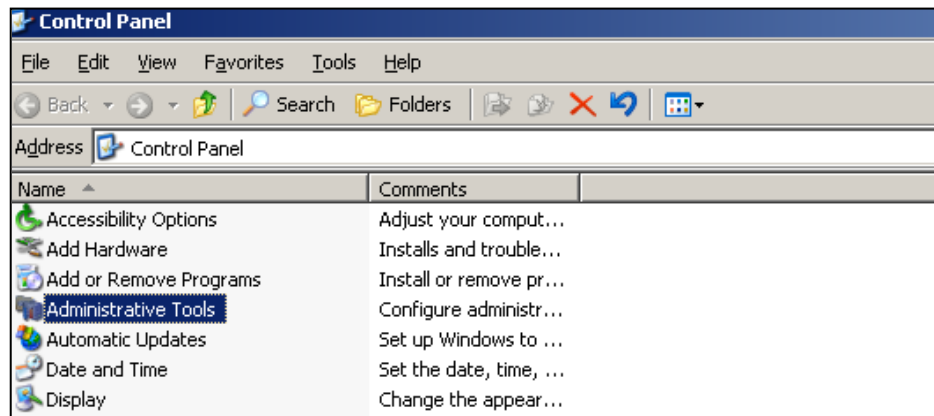 Control Panel
File Edit View Favorites Tools Help
Back Search Folders
Address Control Panel
Name Comments
Accessibility Options Adjust your comput...
Add Hardware Installs and trouble...
Add or Remove Programs Install or remove pr...
Administrative Tools Configure administr...
Automatic Updates Set up Windows to ...
Date and Time Set the date, time, ...
Display Change the appear...